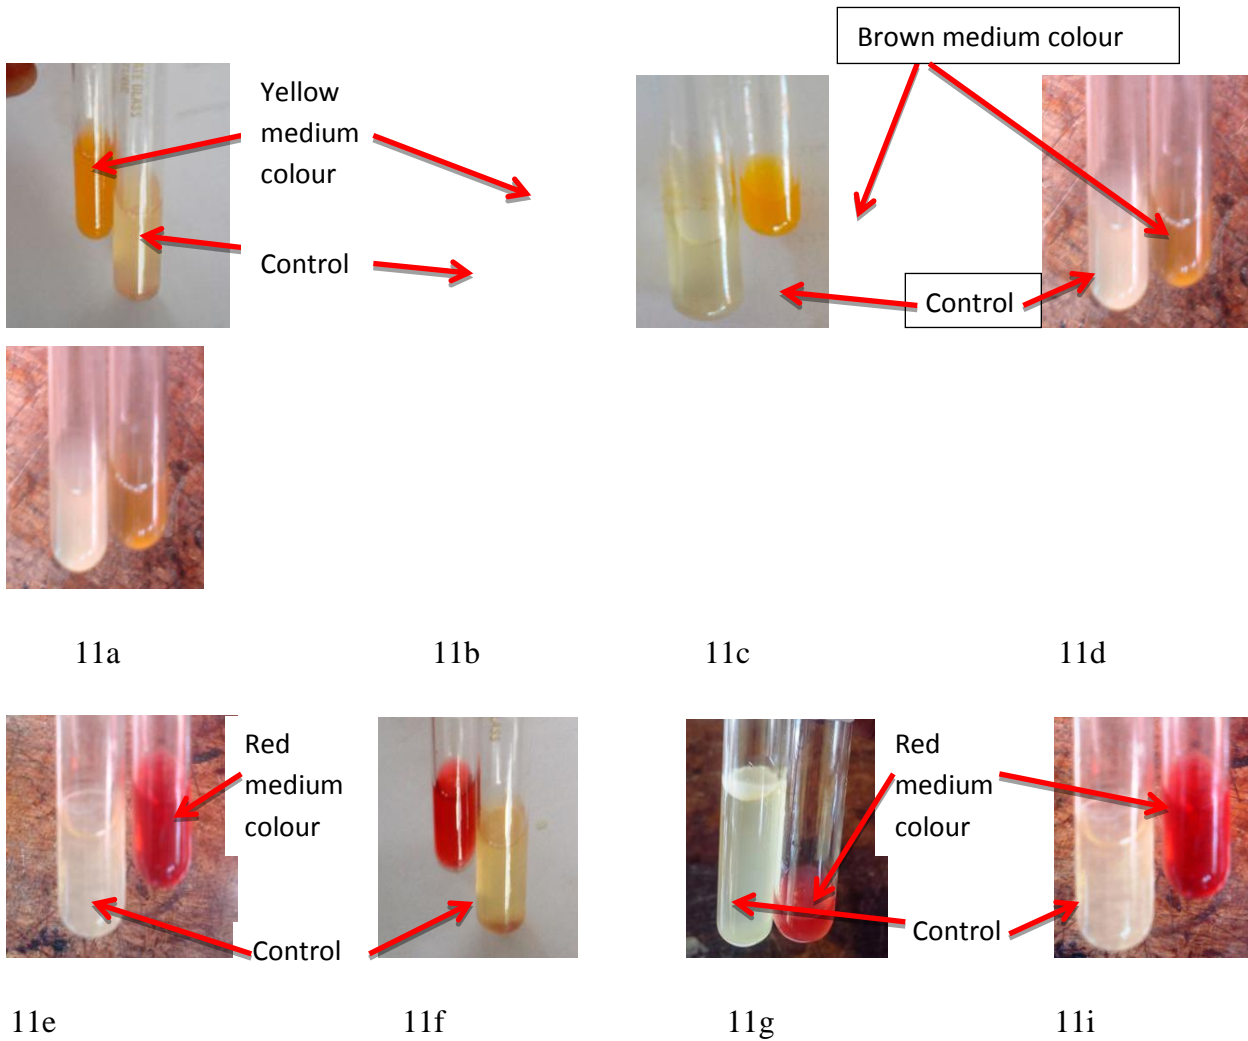 Brown medium colour
Yellow
medium
colour
Control
Control
11a 11b 11c 11d
Red
medium
colour
Red
medium
colour
Control
Control
11e 11f 11g 11i